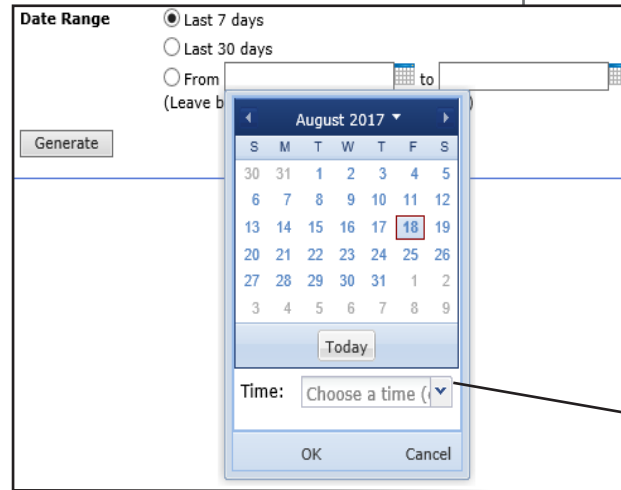 Date Range
Last 7 days
Last 30 days
From to
(Leave b )
Generate
August 2017
S M T W T F S
30 31 1 2 3 4 5
6 7 8 9 10 11 12
13 14 15 16 17 18 19
20 21 22 23 24 25 26
27 28 29 30 31 1 2
3 4 5 6 7 8 9
Today
Time: Choose a time (
OK Cancel